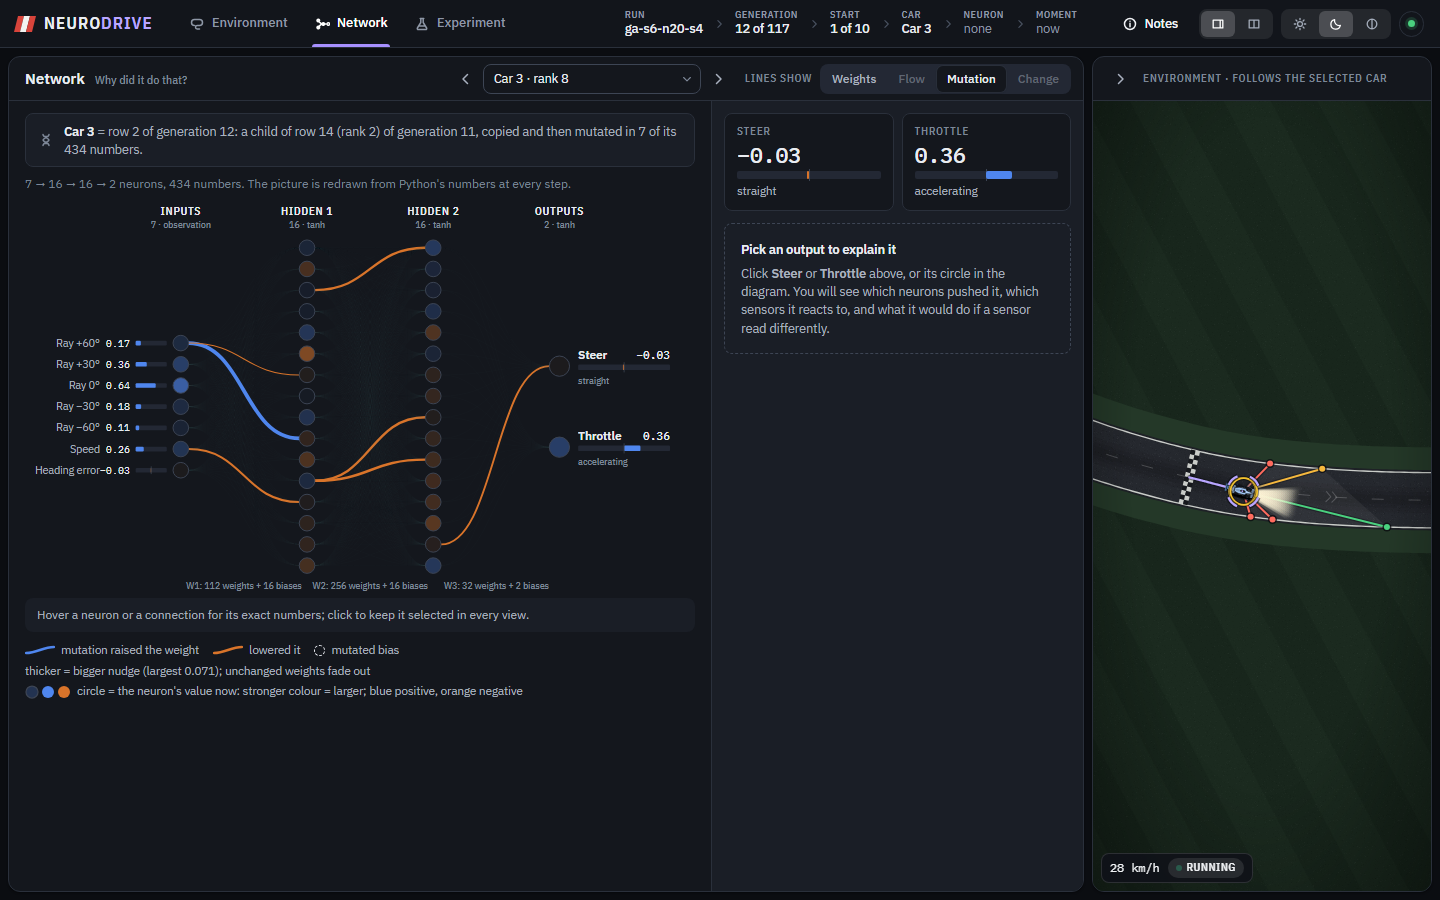 NEURODRIVE
Environment
Network
Experiment
RUN
ga-s6-n20-s4
GENERATION
12 of 117
START
1 of 10
CAR
Car 3
NEURON
none
MOMENT
now
Notes
Network Why did it do that?
Car 3 · rank 8
LINES SHOW
Weights
Flow
Mutation
Change
ENVIRONMENT · FOLLOWS THE SELECTED CAR
Car 3 = row 2 of generation 12: a child of row 14 (rank 2) of generation 11, copied and then mutated in 7 of its
434 numbers.
7 → 16 → 16 → 2 neurons, 434 numbers. The picture is redrawn from Python's numbers at every step.
INPUTS
7 · observation
HIDDEN 1
16 · tanh
HIDDEN 2
16 · tanh
OUTPUTS
2 · tanh
Ray +60° 0.17
Ray +30° 0.36
Ray 0° 0.64
Ray −30° 0.18
Ray −60° 0.11
Speed 0.26
Heading error −0.03
Steer −0.03
straight
Throttle 0.36
accelerating
W1: 112 weights + 16 biases
W2: 256 weights + 16 biases
W3: 32 weights + 2 biases
Hover a neuron or a connection for its exact numbers; click to keep it selected in every view.
mutation raised the weight
lowered it
mutated bias
thicker = bigger nudge (largest 0.071); unchanged weights fade out
circle = the neuron's value now: stronger colour = larger; blue positive, orange negative
STEER
−0.03
straight
THROTTLE
0.36
accelerating
Pick an output to explain it
Click Steer or Throttle above, or its circle in the
diagram. You will see which neurons pushed it, which
sensors it reacts to, and what it would do if a sensor
read differently.
28 km/h
RUNNING